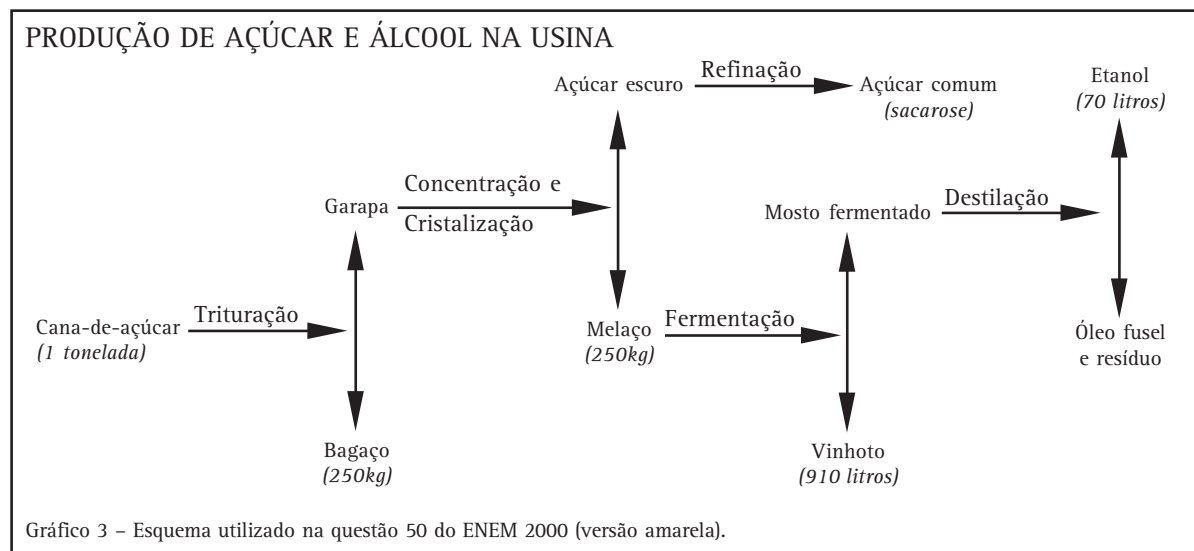 PRODUÇÃO DE AÇÚCAR E ÁLCOOL NA USINA
Açúcar escuro
Refinação
Açúcar comum
(sacarose)
Etanol
(70 litros)
Garapa
Concentração e
Cristalização
Mosto fermentado
Destilação
Cana-de-açúcar
(1 tonelada)
Trituração
Melaço
(250kg)
Fermentação
Óleo fusel
e resíduo
Bagaço
(250kg)
Vinhoto
(910 litros)
Gráfico 3 – Esquema utilizado na questão 50 do ENEM 2000 (versão amarela).